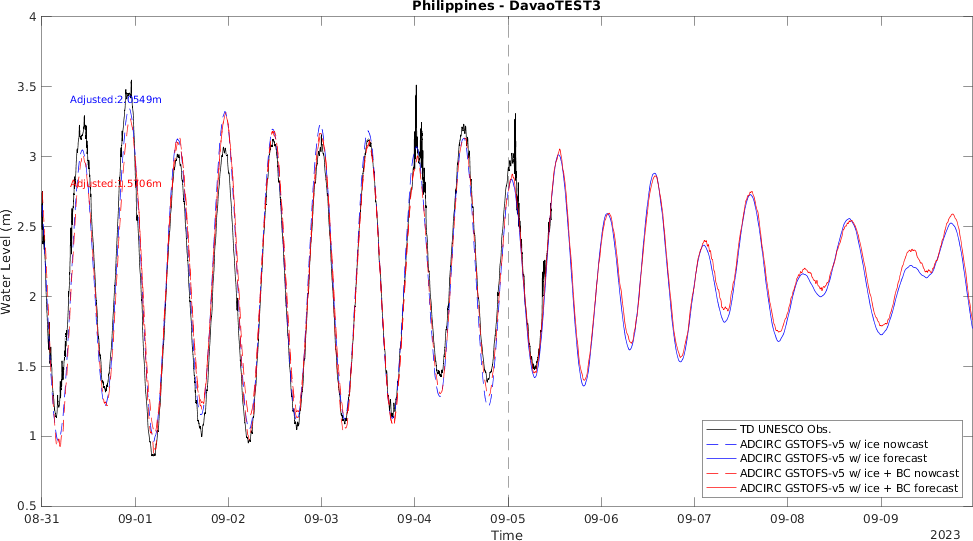 Philippines - DavaoTEST3
4
3.5
3
2.5
2
1.5
1
0.5
Water Level (m)
Adjusted:2.0549m
Adjusted:1.5706m
TD UNESCO Obs.
ADCIRC GSTOFS-v5 w/ ice nowcast
ADCIRC GSTOFS-v5 w/ ice forecast
ADCIRC GSTOFS-v5 w/ ice + BC nowcast
ADCIRC GSTOFS-v5 w/ ice + BC forecast
08-31 09-01 09-02 09-03 09-04 09-05 09-06 09-07 09-08 09-09
Time
2023